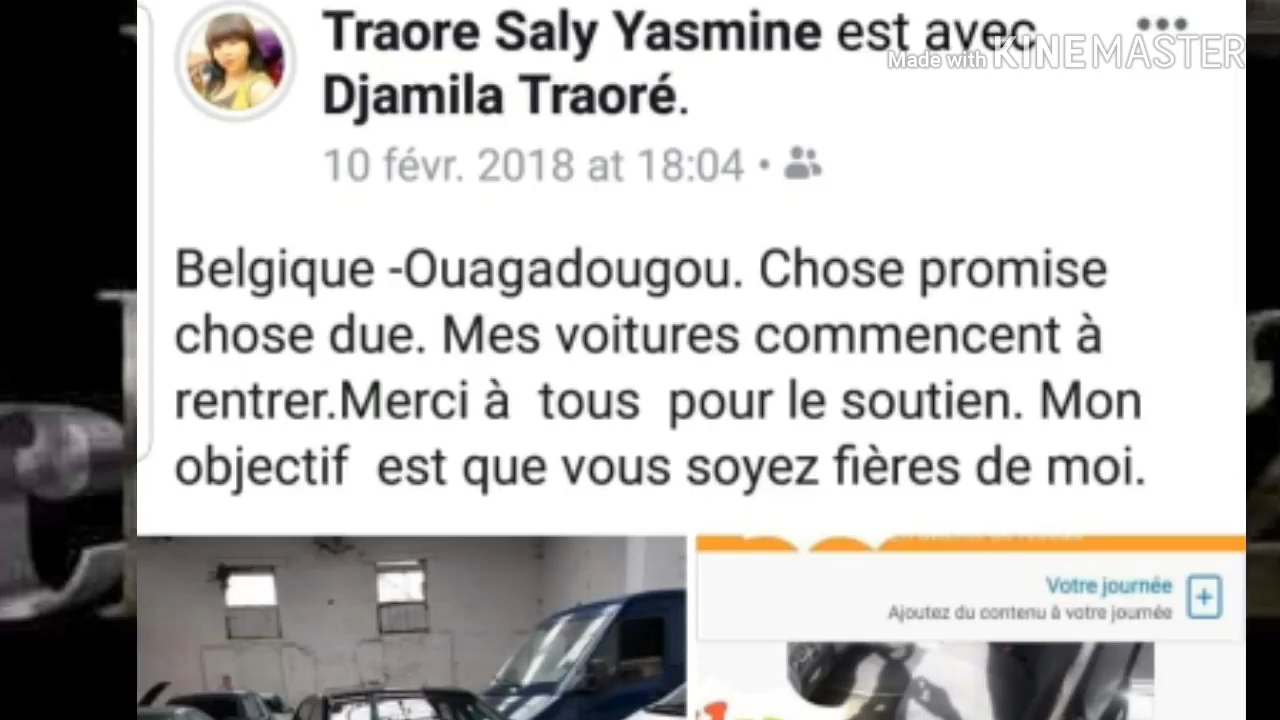 Traore Saly Yasmine est avec
Djamila Traoré.
Made with KINEMASTER
10 févr. 2018 at 18:04 •
Belgique -Ouagadougou. Chose promise
chose due. Mes voitures commencent à
rentrer.Merci à tous pour le soutien. Mon
objectif est que vous soyez fières de moi.
Votre journée
Ajoutez du contenu à votre journée